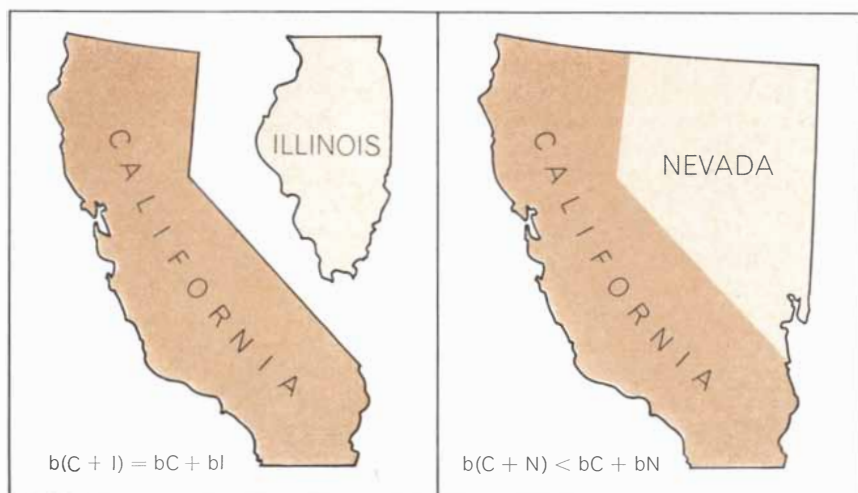 CALIFORNIA
ILLINOIS
b(C + I) = bC + bI
CALIFORNIA
NEVADA
b(C + N) < bC + bN